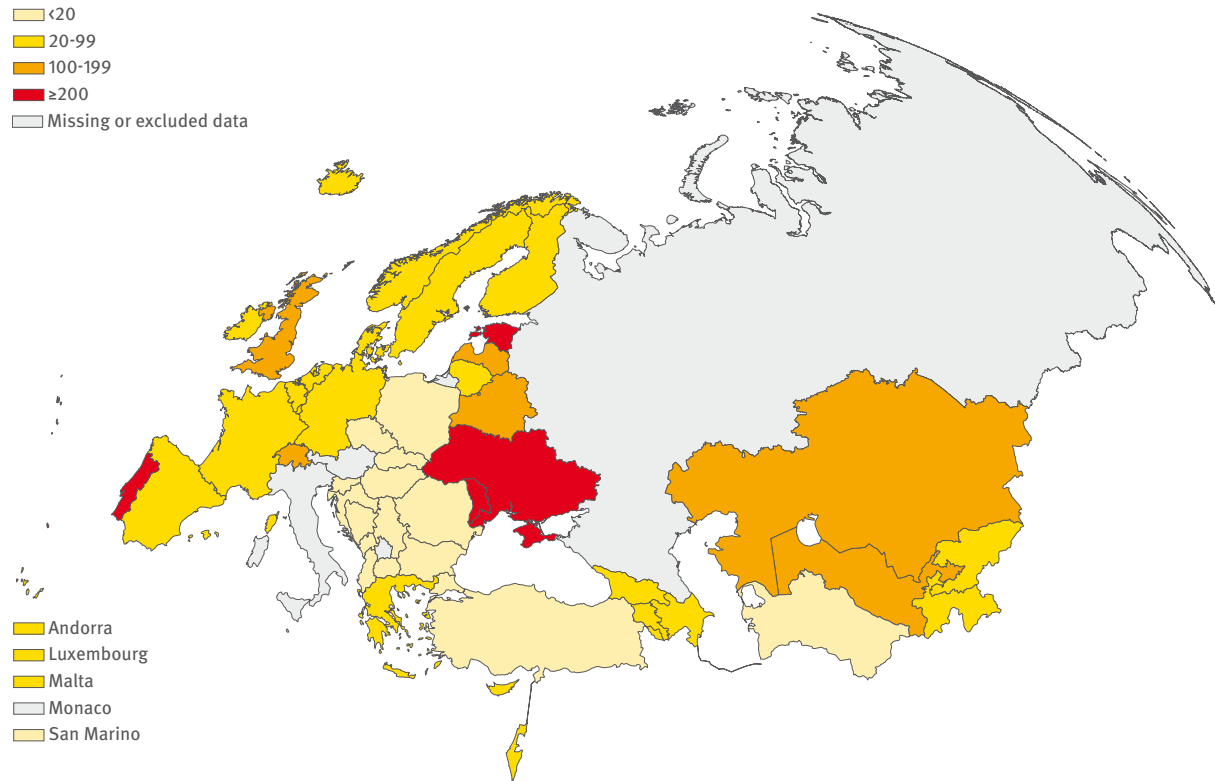 <20
20-99
100-199
≥200
Missing or excluded data
Andorra
Luxembourg
Malta
Monaco
San Marino